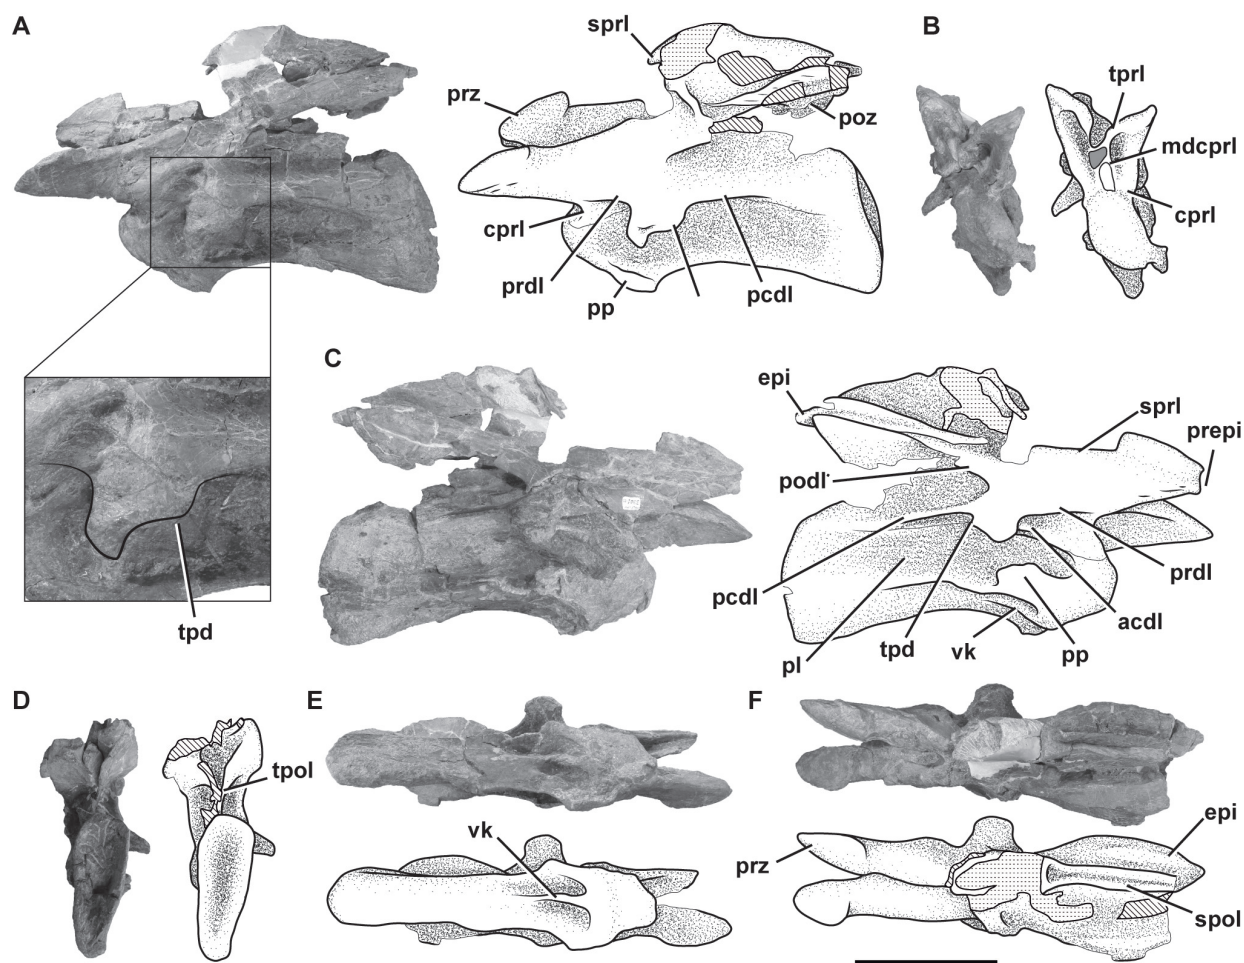 A
sprl
prz
poz
cprl
prdl
pp
pcdl
B
tprl
mdcprl
cprl
tpd
C
epi
sprl
prepi
podl
pcdl
prdl
acdl
pl
tpd
vk
pp
D
tpol
E
vk
F
epi
prz
spol